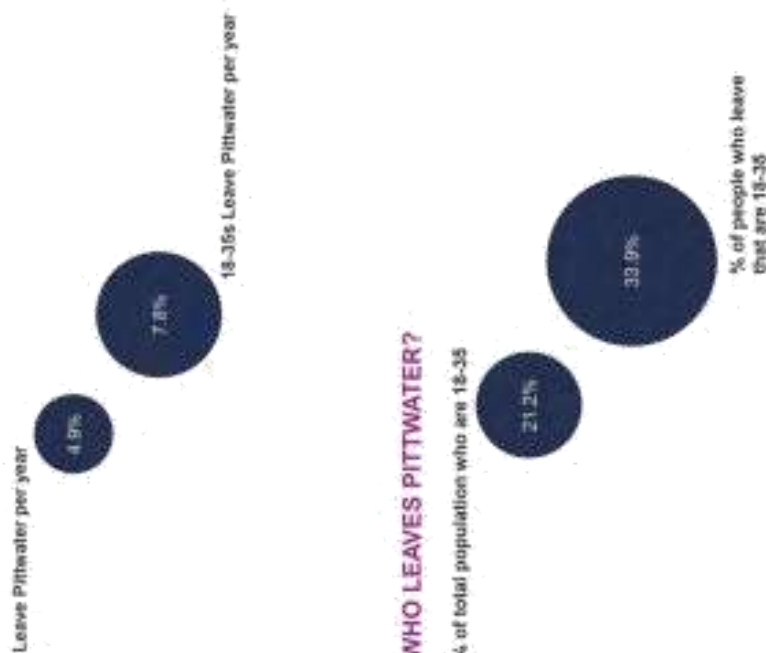 Leave Pittwater per year
4.9%
7.8%
18-35s Leave Pittwater per year
WHO LEAVES PITTWATER?
% of total population who are 18-35
21.2%
33.9%
% of people who leave
that are 18-35